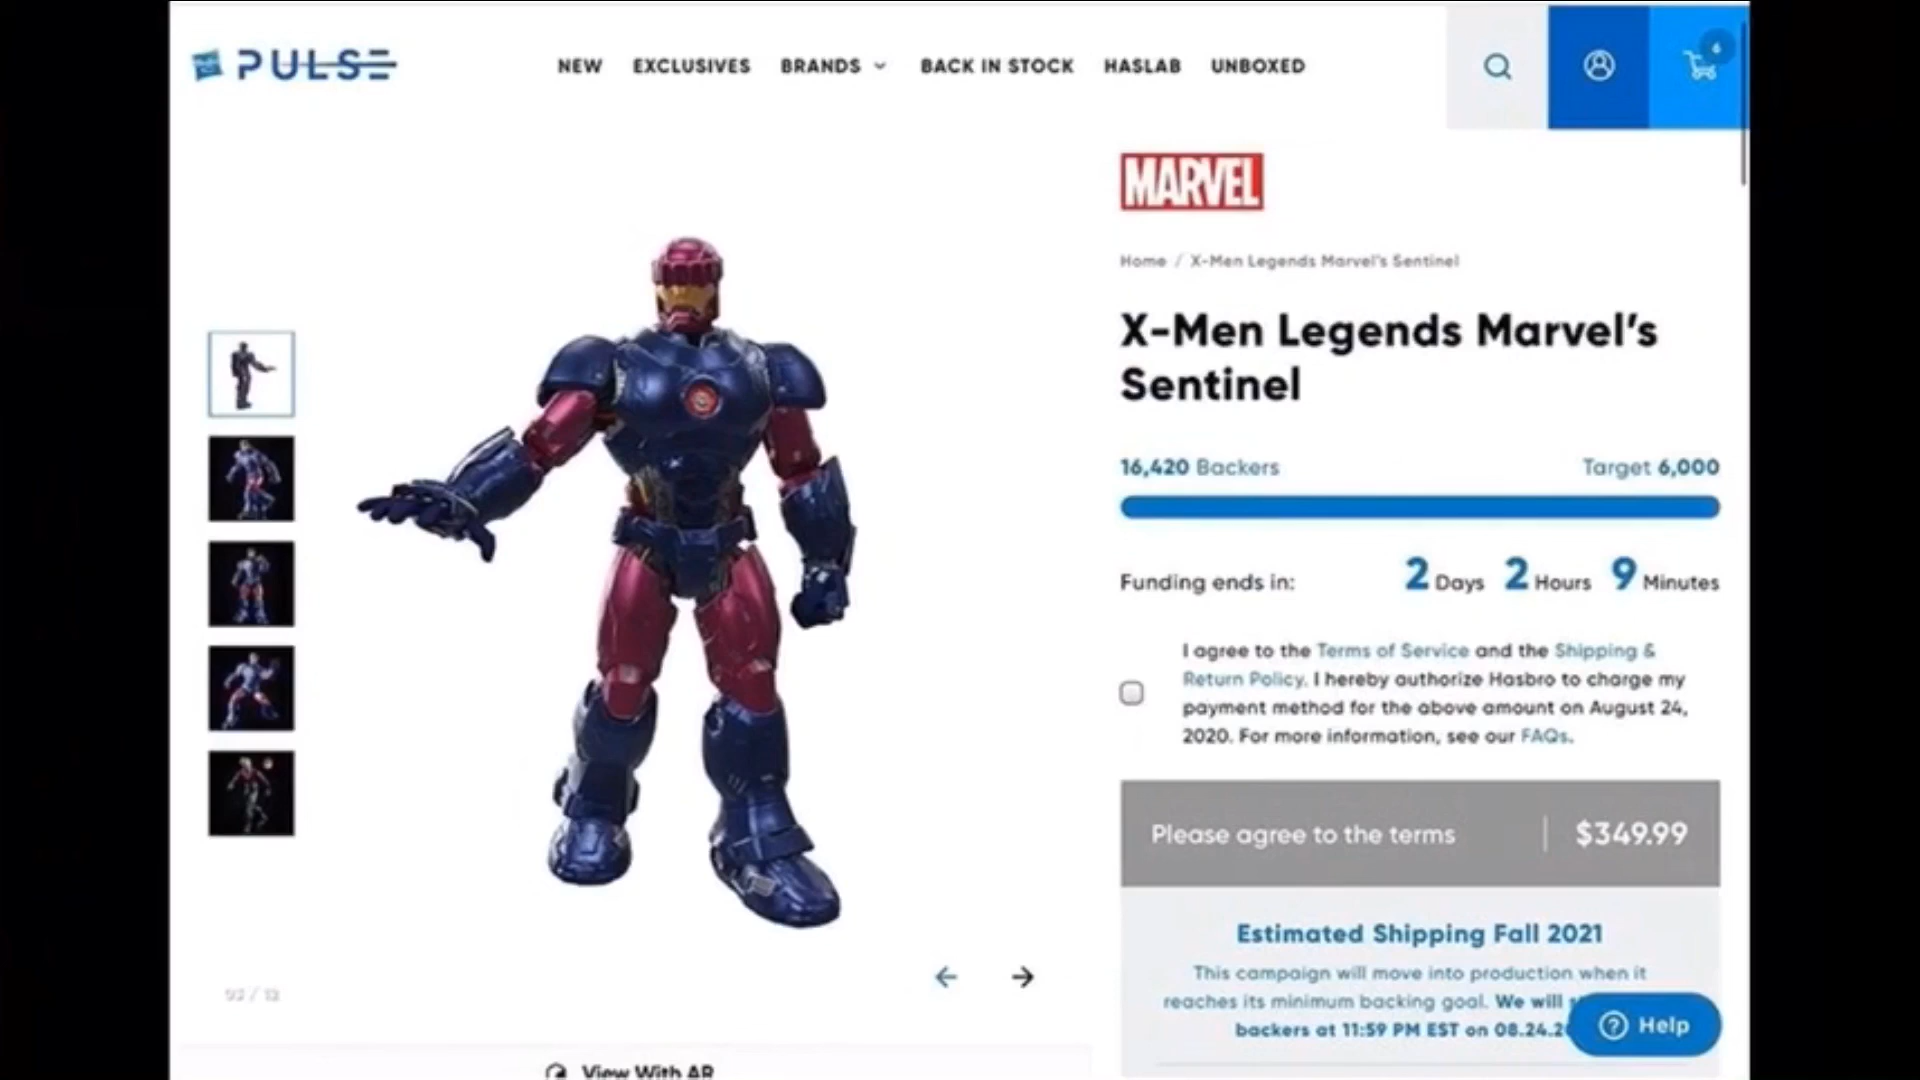 PULSE
NEW EXCLUSIVES BRANDS BACK IN STOCK HASLAB UNBOXED
6
MARVEL
Home / X-Men Legends Marvel's Sentinel
X-Men Legends Marvel's
Sentinel
16,420 Backers Target 6,000
Funding ends in: 2 Days 2 Hours 9 Minutes
I agree to the Terms of Service and the Shipping &
Return Policy. I hereby authorize Hasbro to charge my
payment method for the above amount on August 24,
2020. For more information, see our FAQs.
Please agree to the terms | $349.99
Estimated Shipping Fall 2021
This campaign will move into production when it
reaches its minimum backing goal. We will
backers at 11:59 PM EST on 08.24.2
Help
/ 12
View With AR